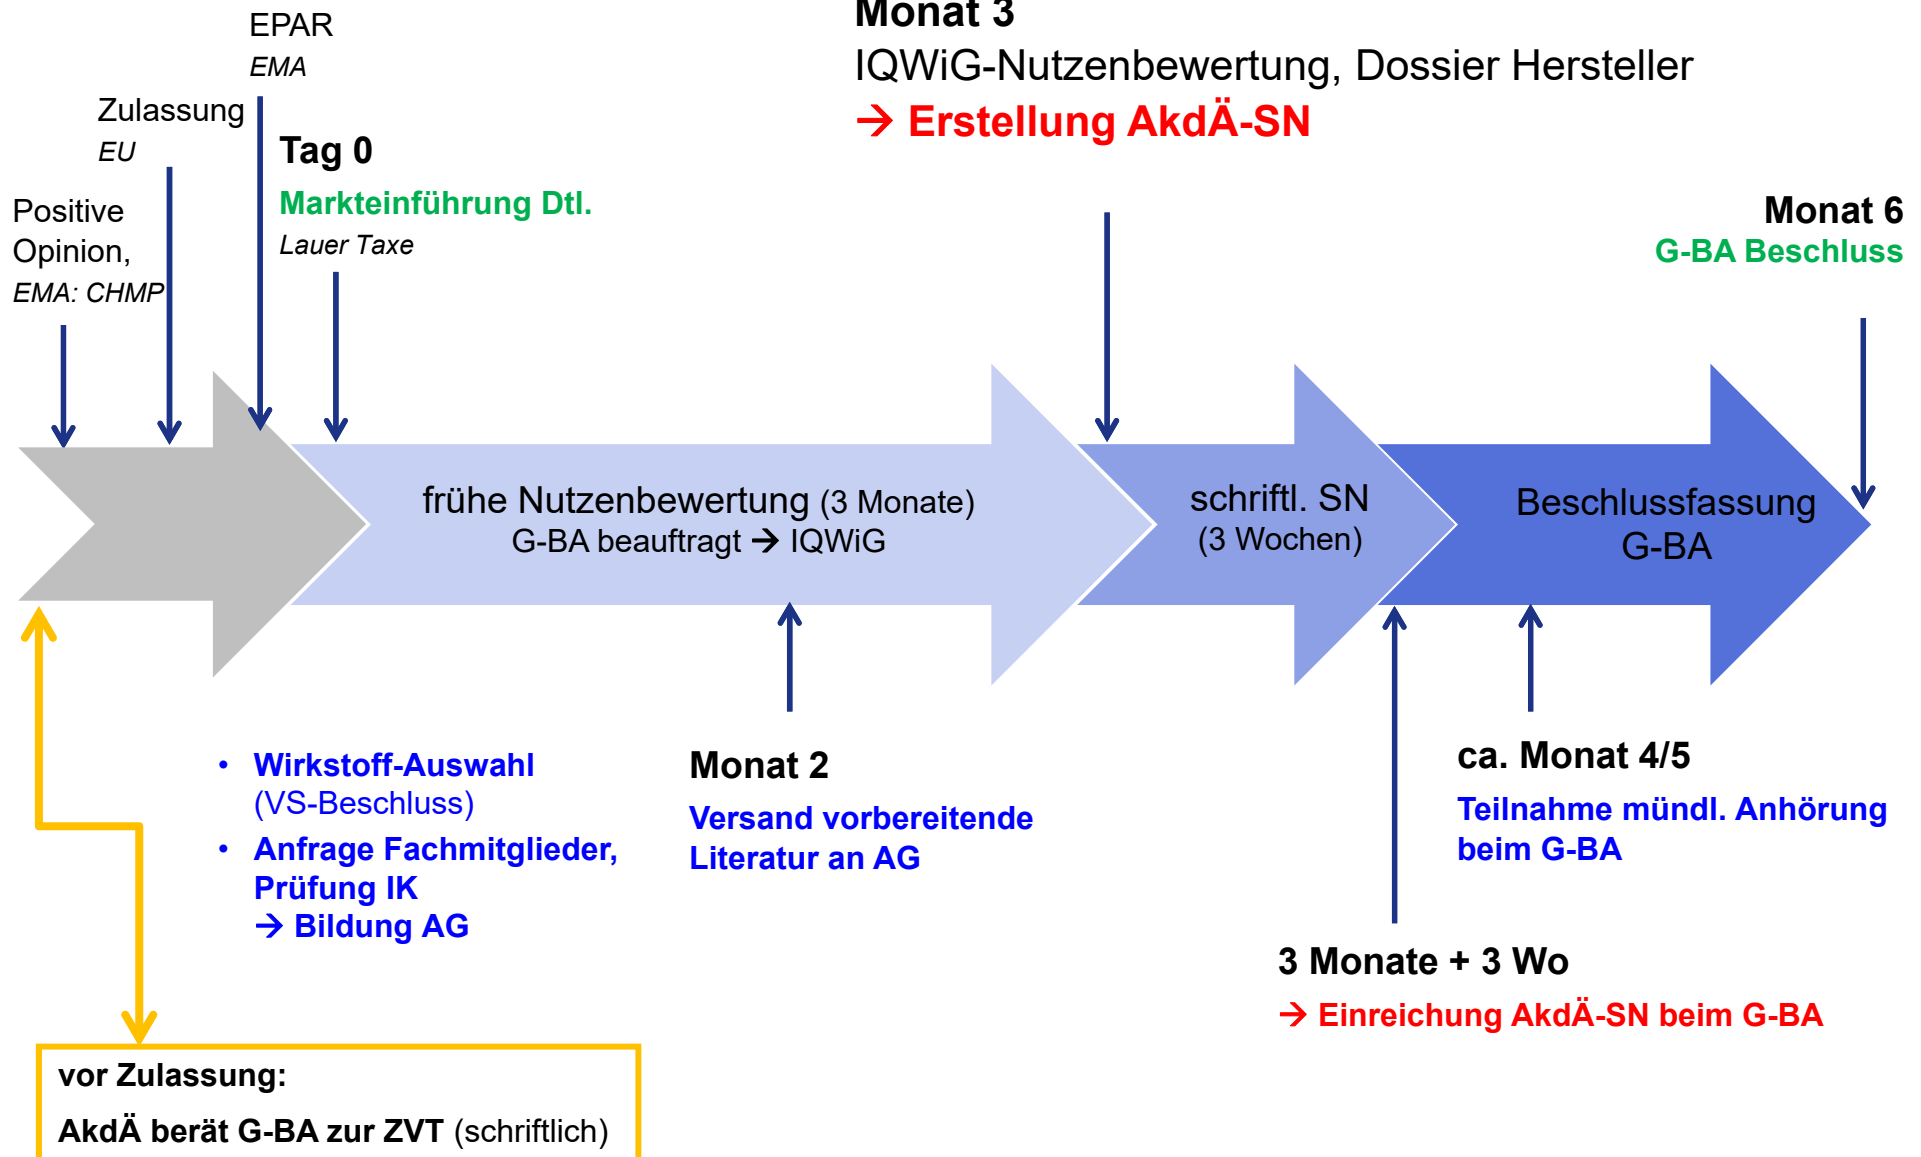 EPAR
EMA
Zulassung
EU
Positive
Opinion,
EMA: CHMP
Tag 0
Markteinführung Dtl.
Lauer Taxe
Monat 3
IQWiG-Nutzenbewertung, Dossier Hersteller
→ Erstellung AkdÄ-SN
Monat 6
G-BA Beschluss
frühe Nutzenbewertung (3 Monate)
G-BA beauftragt → IQWiG
schriftl. SN
(3 Wochen)
Beschlussfassung
G-BA
• Wirkstoff-Auswahl
(VS-Beschluss)
• Anfrage Fachmitglieder,
Prüfung IK
→ Bildung AG
Monat 2
Versand vorbereitende
Literatur an AG
ca. Monat 4/5
Teilnahme mündl. Anhörung
beim G-BA
3 Monate + 3 Wo
→ Einreichung AkdÄ-SN beim G-BA
vor Zulassung:
AkdÄ berät G-BA zur ZVT (schriftlich)